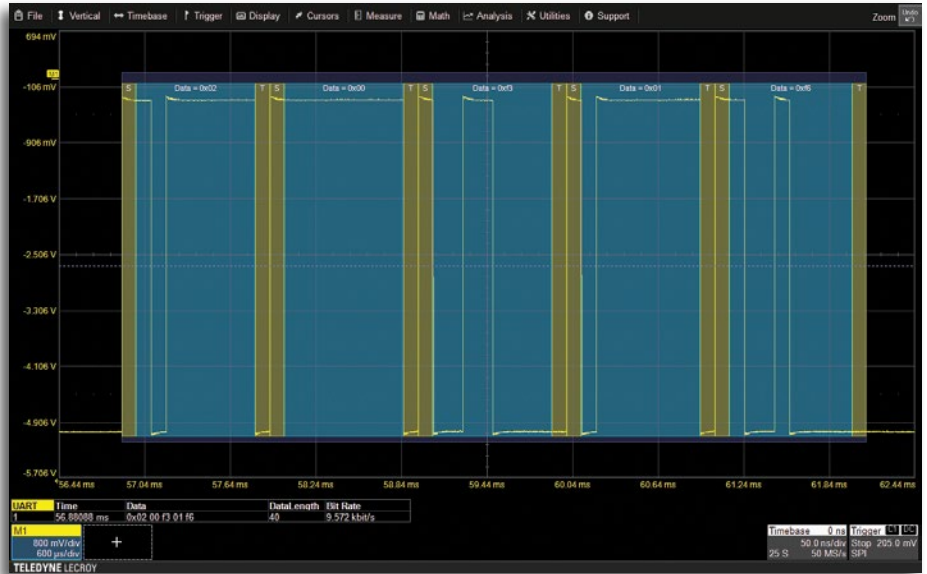 File Vertical Timebase Trigger Display Cursors Measure Math Analysis Utilities Support Zoom Undo
694 mV
M1
-106 mV
S Data = 0x02 T S Data = 0x00 T S Data = 0xf3 T S Data = 0x01 T S Data = 0xf6 T
-906 mV
-1.706 V
-2.506 V
-3.306 V
-4.106 V
-4.906 V
-5.706 V
56.44 ms 57.04 ms 57.64 ms 58.24 ms 58.84 ms 59.44 ms 60.04 ms 60.64 ms 61.24 ms 61.84 ms 62.44 ms
UART Time Data DataLength Bit Rate
1 56.88088 ms 0x02 00 f3 01 f6 40 9.572 kbit/s
M1
800 mV/div
600 µs/div
+
Timebase 0 ns Trigger C1 DC
50.0 ns/div Stop 205.0 mV
25 S 50 MS/s SPI
TELEDYNE LECROY